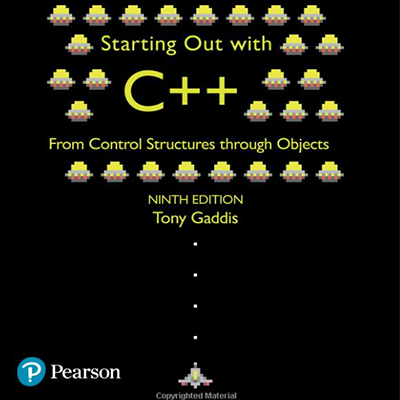 Starting Out with
C++
From Control Structures through Objects
NINTH EDITION
Tony Gaddis
Pearson
Copyrighted Material